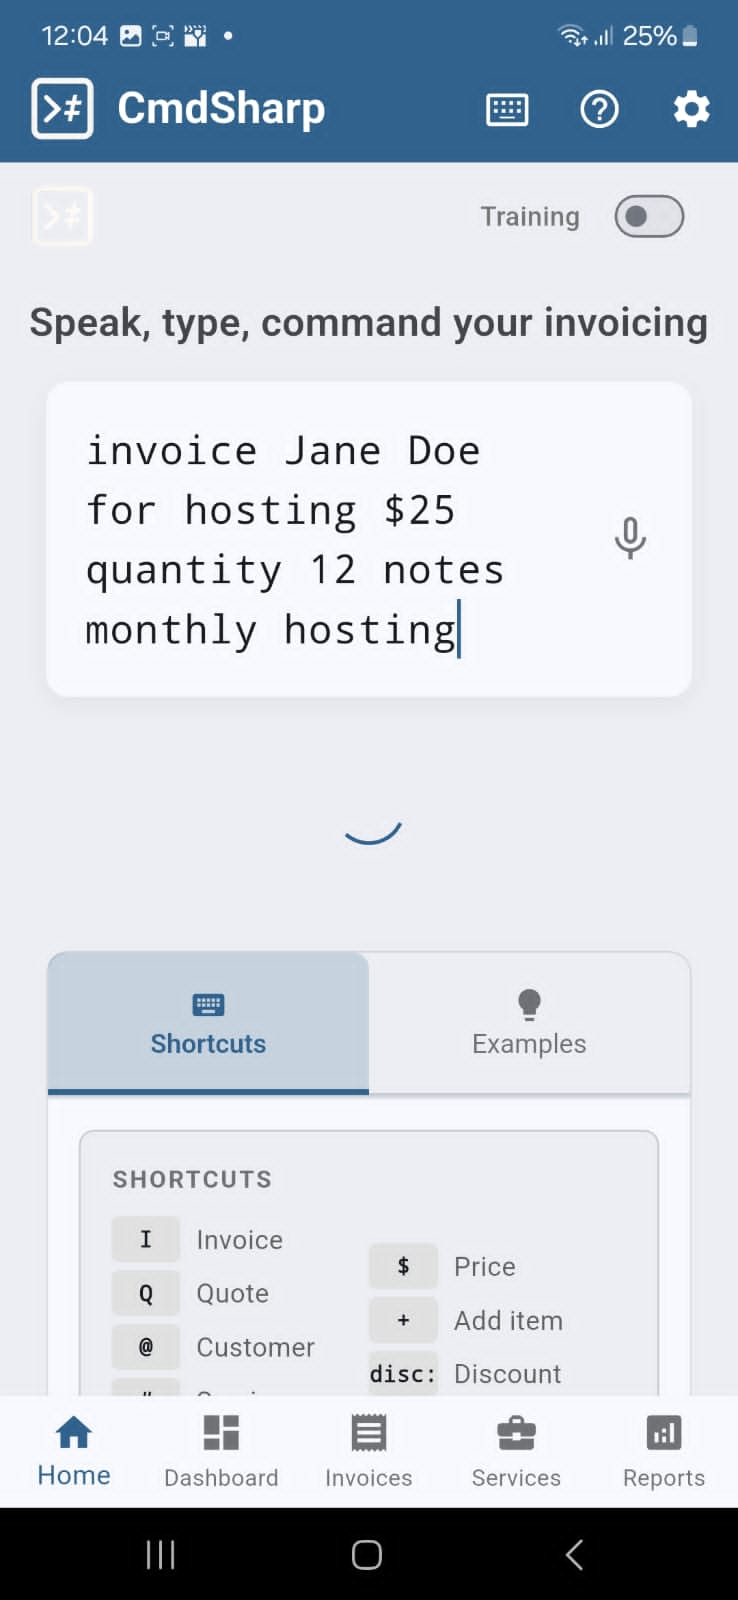 12:04
25%
>#
CmdSharp
>#
Training
Speak, type, command your invoicing
invoice Jane Doe
for hosting $25
quantity 12 notes
monthly hosting
Shortcuts
Examples
SHORTCUTS
I Invoice
Q Quote
@ Customer
$ Price
+ Add item
disc: Discount
Home
Dashboard
Invoices
Services
Reports